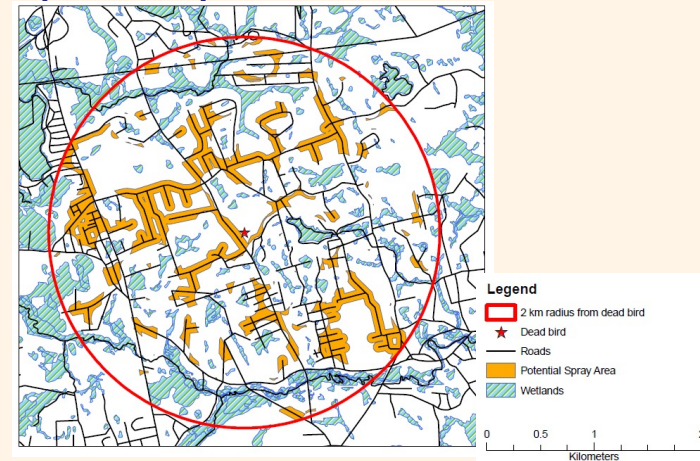 Legend
2 km radius from dead bird
Dead bird
Roads
Potential Spray Area
Wetlands
0 0.5 1
Kilometers